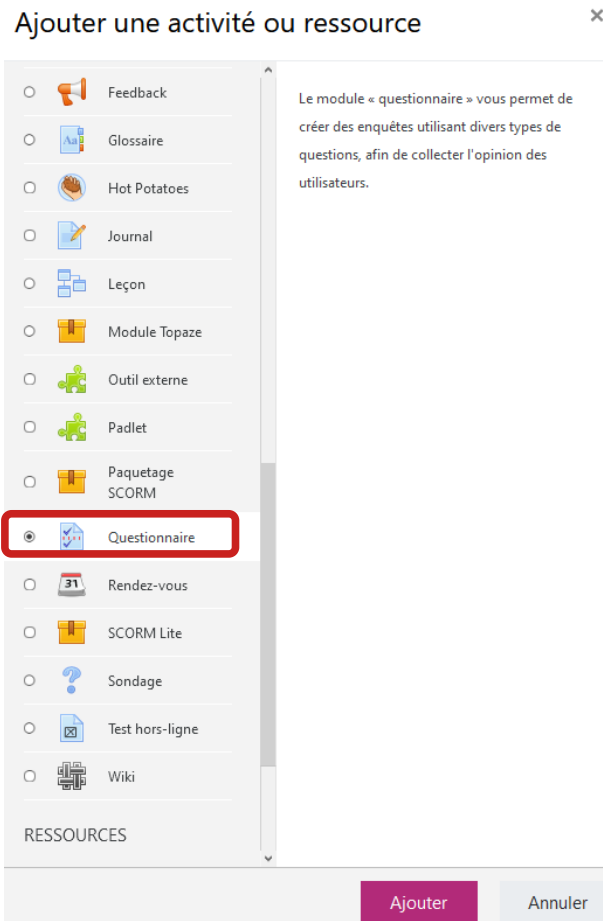 Ajouter une activité ou ressource
×
Feedback
Glossaire
Hot Potatoes
Journal
Leçon
Module Topaze
Outil externe
Padlet
Paquetage
SCORM
Questionnaire
31
Rendez-vous
SCORM Lite
Sondage
Test hors-ligne
Wiki
RESSOURCES
Le module « questionnaire » vous permet de
créer des enquêtes utilisant divers types de
questions, afin de collecter l'opinion des
utilisateurs.
Ajouter
Annuler